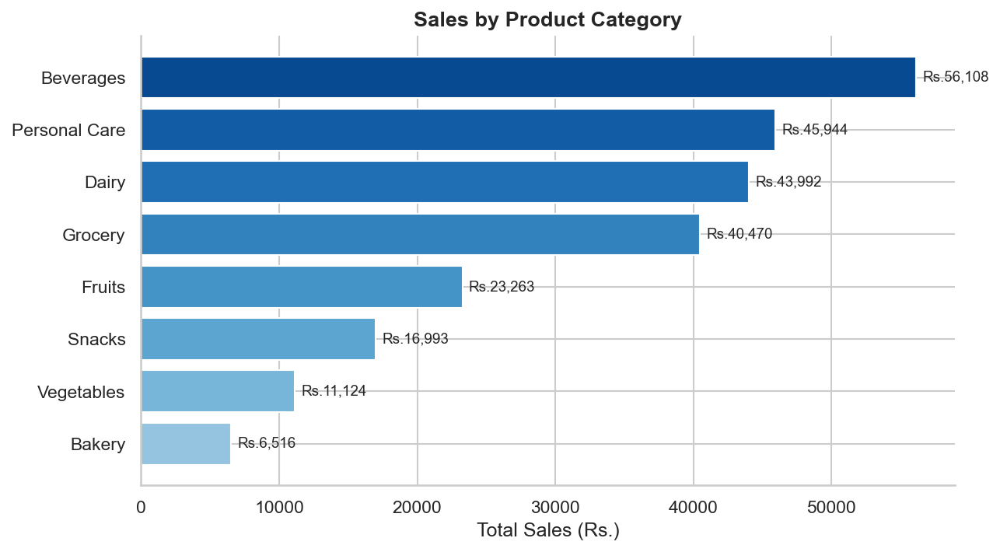 Sales by Product Category
Beverages Rs.56,108
Personal Care Rs.45,944
Dairy Rs.43,992
Grocery Rs.40,470
Fruits Rs.23,263
Snacks Rs.16,993
Vegetables Rs.11,124
Bakery Rs.6,516
0 10000 20000 30000 40000 50000
Total Sales (Rs.)